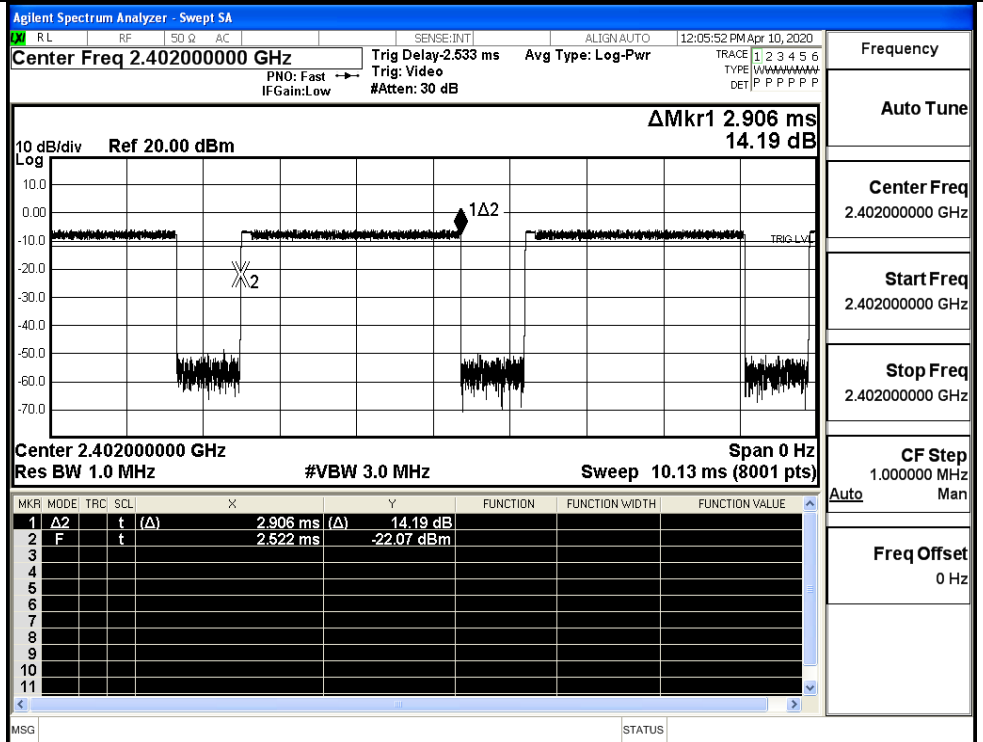 Agilent Spectrum Analyzer - Swept SA
LXI RL RF 50 Ω AC SENSE:INT ALIGN AUTO 12:05:52 PM Apr 10, 2020
Center Freq 2.402000000 GHz Trig Delay-2.533 ms Avg Type: Log-Pwr TRACE 1 2 3 4 5 6
PNO: Fast Trig: Video TYPE WWWWWW
IFGain:Low #Atten: 30 dB DET P P P P P P
ΔMkr1 2.906 ms
14.19 dB
10 dB/div Ref 20.00 dBm
Log
10.0
0.00
-10.0
-20.0
-30.0
-40.0
-50.0
-60.0
-70.0
1Δ2
TRIG LVL
2
Center 2.402000000 GHz Span 0 Hz
Res BW 1.0 MHz #VBW 3.0 MHz Sweep 10.13 ms (8001 pts)
MKR MODE TRC SCL X Y FUNCTION FUNCTION WIDTH FUNCTION VALUE
1 Δ2 t (Δ) 2.906 ms (Δ) 14.19 dB
2 F t 2.522 ms -22.07 dBm
3
4
5
6
7
8
9
10
11
MSG STATUS
Frequency
Auto Tune
Center Freq
2.402000000 GHz
Start Freq
2.402000000 GHz
Stop Freq
2.402000000 GHz
CF Step
1.000000 MHz
Auto Man
Freq Offset
0 Hz